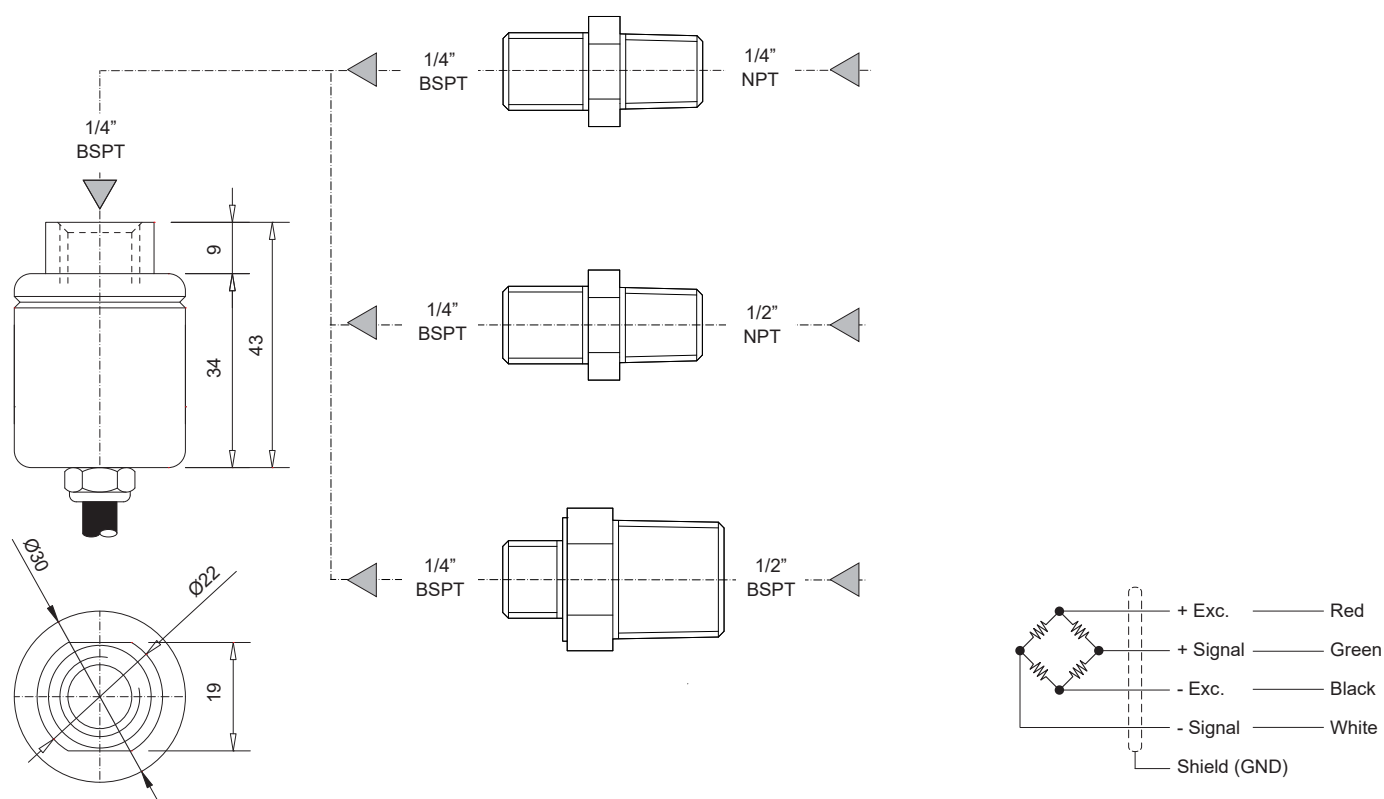 1/4”
BSPT
1/4”
NPT
1/4”
BSPT
9
34
43
1/4”
BSPT
1/2”
NPT
1/4”
BSPT
1/2”
BSPT
Ø30
Ø22
19
+ Exc. Red
+ Signal Green
- Exc. Black
- Signal White
Shield (GND)